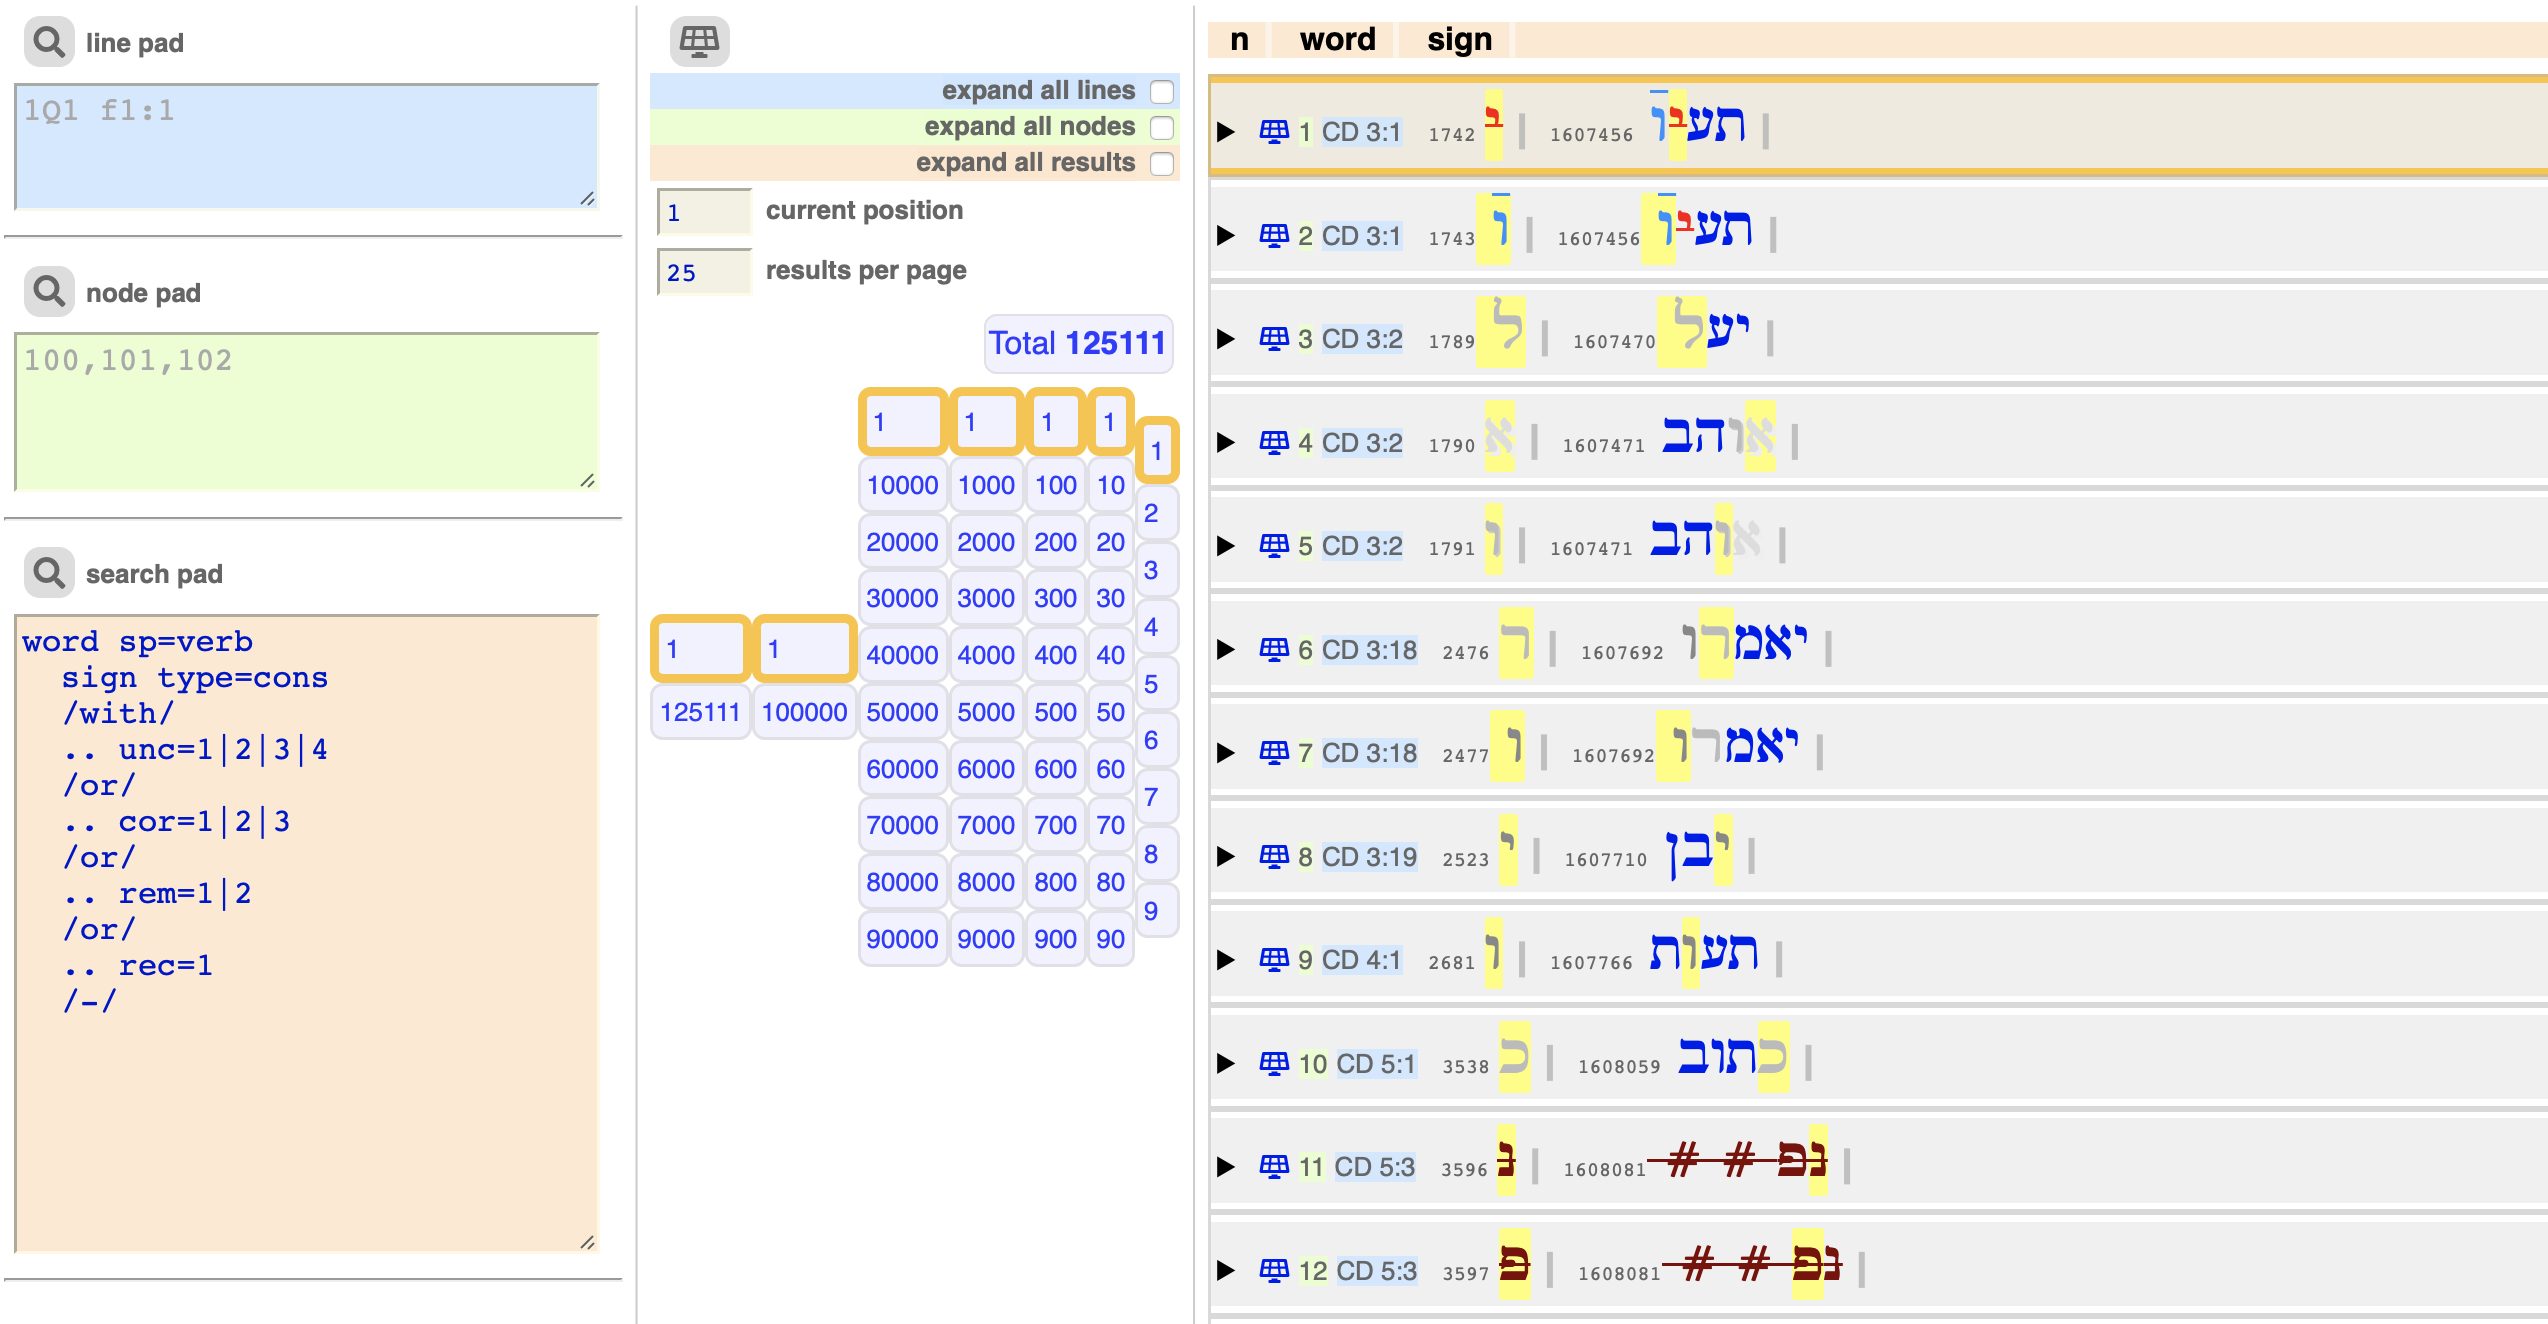 line pad
1Q1 f1:1
node pad
100,101,102
search pad
word sp=verb
sign type=cons
/with/
.. unc=1|2|3|4
/or/
.. cor=1|2|3
/or/
.. rem=1|2
/or/
.. rec=1
/-/
expand all lines
expand all nodes
expand all results
1 current position
25 results per page
Total 125111
1 1 1 1 1
10000 1000 100 10 2
20000 2000 200 20 3
30000 3000 300 30 4
1 1 40000 4000 400 40 5
125111 100000 50000 5000 500 50 6
60000 6000 600 60 7
70000 7000 700 70 8
80000 8000 800 80 9
90000 9000 900 90
n word sign
1 CD 3:1 1742 ב | 1607456 תעבו |
2 CD 3:1 1743 ו | 1607456 תעבו |
3 CD 3:2 1789 ל | 1607470 יעל |
4 CD 3:2 1790 א | 1607471 אוהב |
5 CD 3:2 1791 ו | 1607471 אוהב |
6 CD 3:18 2476 ר | 1607692 יאמרו |
7 CD 3:18 2477 ו | 1607692 יאמרו |
8 CD 3:19 2523 י | 1607710 יבן |
9 CD 4:1 2681 ו | 1607766 תעות |
10 CD 5:1 3538 כ | 1608059 כתוב |
11 CD 5:3 3596 נ | 1608081 נפ # # |
12 CD 5:3 3597 פ | 1608081 נפ # # |